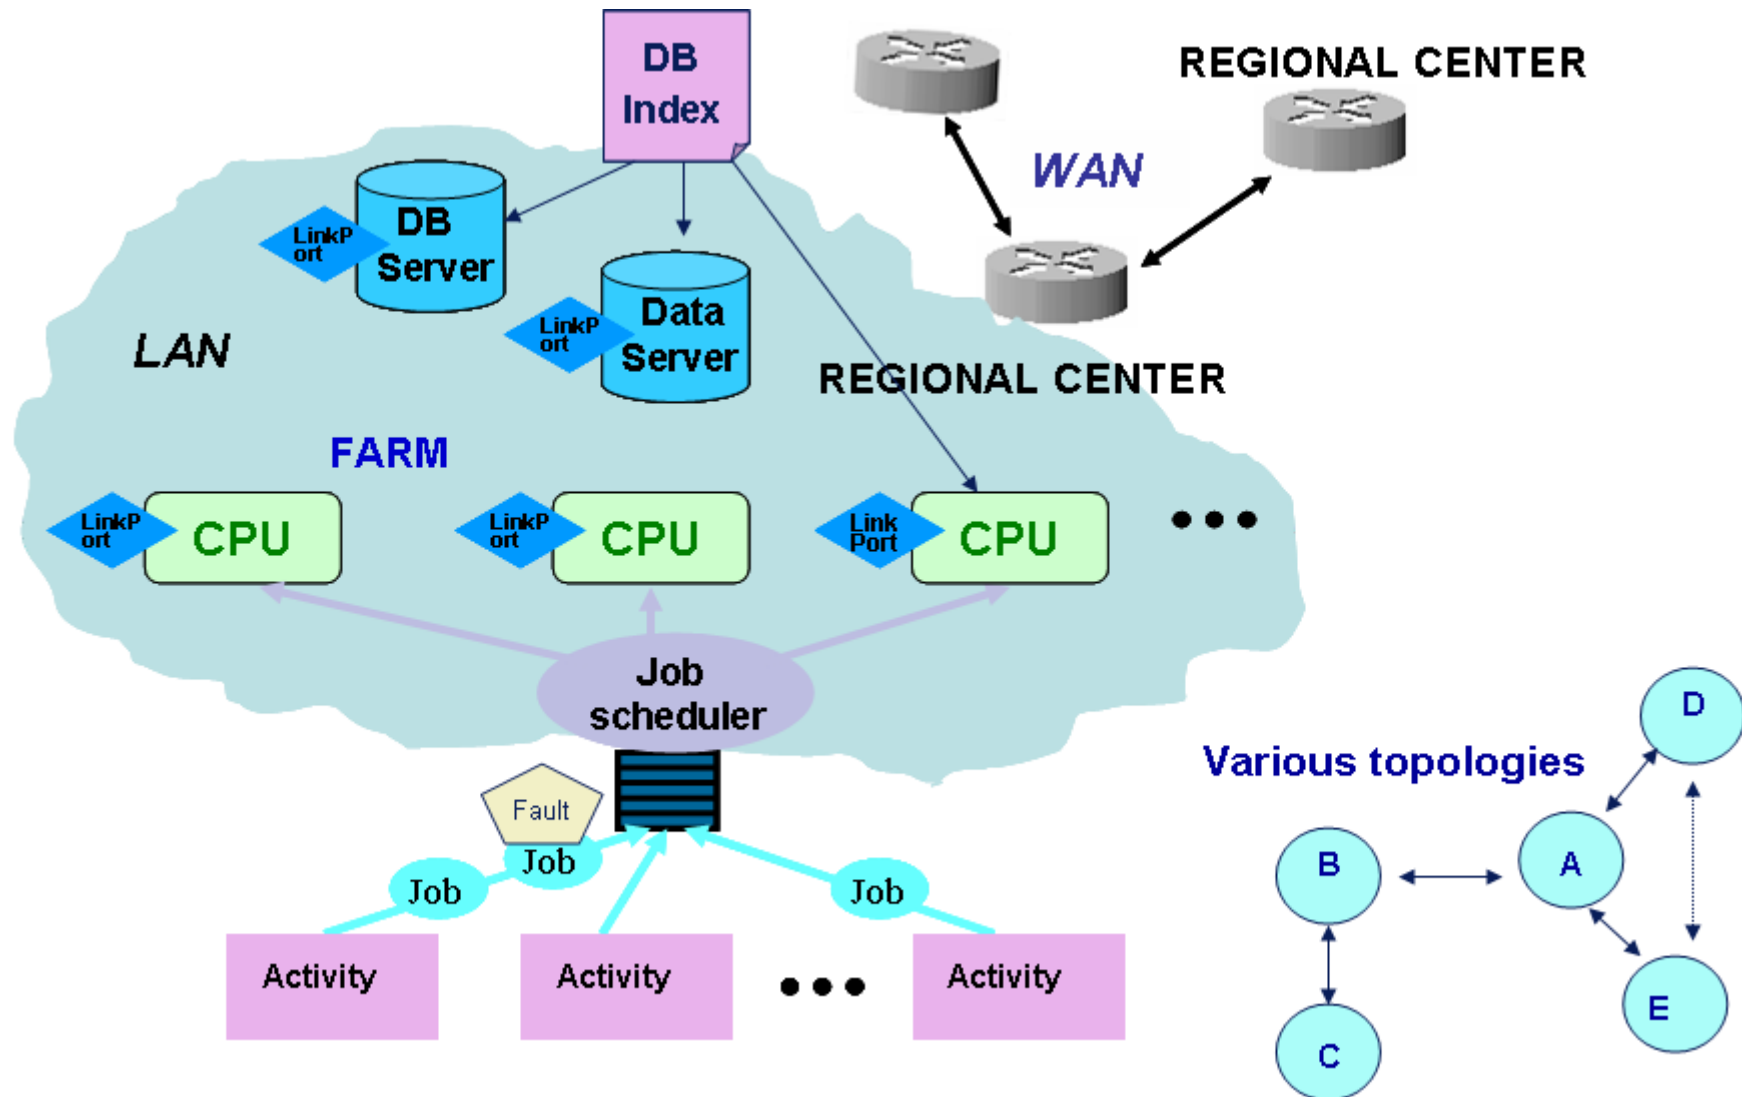 DB
Index
REGIONAL CENTER
WAN
DB
Server
LinkP
ort
Data
Server
LinkP
ort
LAN
REGIONAL CENTER
FARM
LinkP
ort
CPU
LinkP
ort
CPU
Link
Port
CPU
Job
scheduler
Fault
Job
Job
Job
Activity
Activity
Activity
Various topologies
D
B
A
E
C